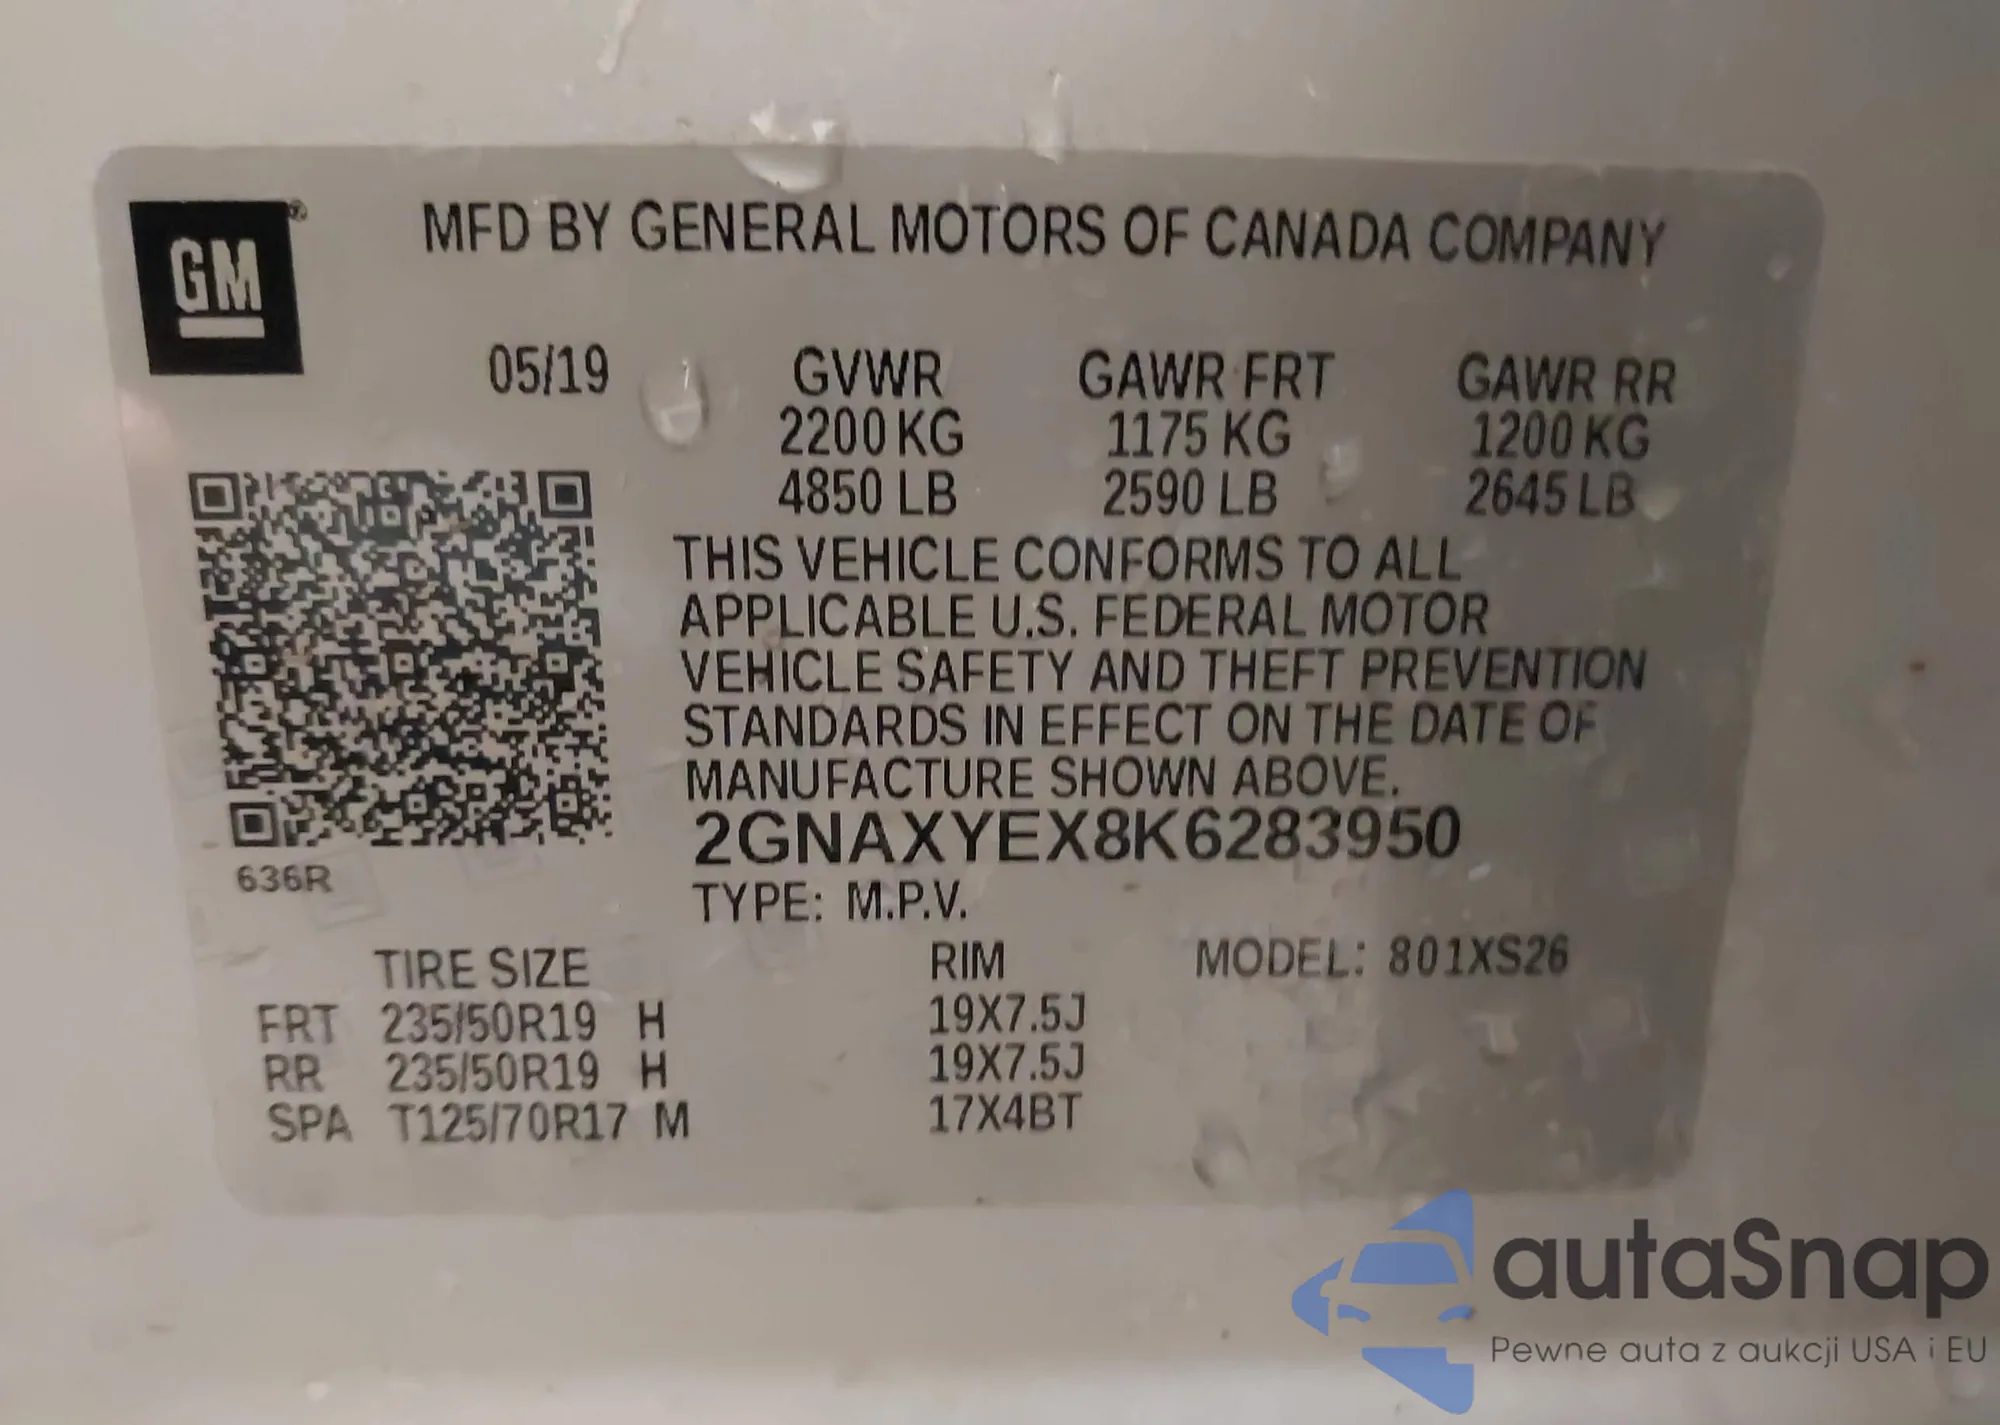 GM®
MFD BY GENERAL MOTORS OF CANADA COMPANY
05/19 GVWR GAWR FRT GAWR RR
2200 KG 1175 KG 1200 KG
4850 LB 2590 LB 2645 LB
THIS VEHICLE CONFORMS TO ALL
APPLICABLE U.S. FEDERAL MOTOR
VEHICLE SAFETY AND THEFT PREVENTION
STANDARDS IN EFFECT ON THE DATE OF
MANUFACTURE SHOWN ABOVE.
2GNAXYEX8K6283950
636R
TYPE: M.P.V.
TIRE SIZE RIM MODEL: 801XS26
FRT 235/50R19 H 19X7.5J
RR 235/50R19 H 19X7.5J
SPA T125/70R17 M 17X4BT
autaSnap
Pewne auta z aukcji USA i EU